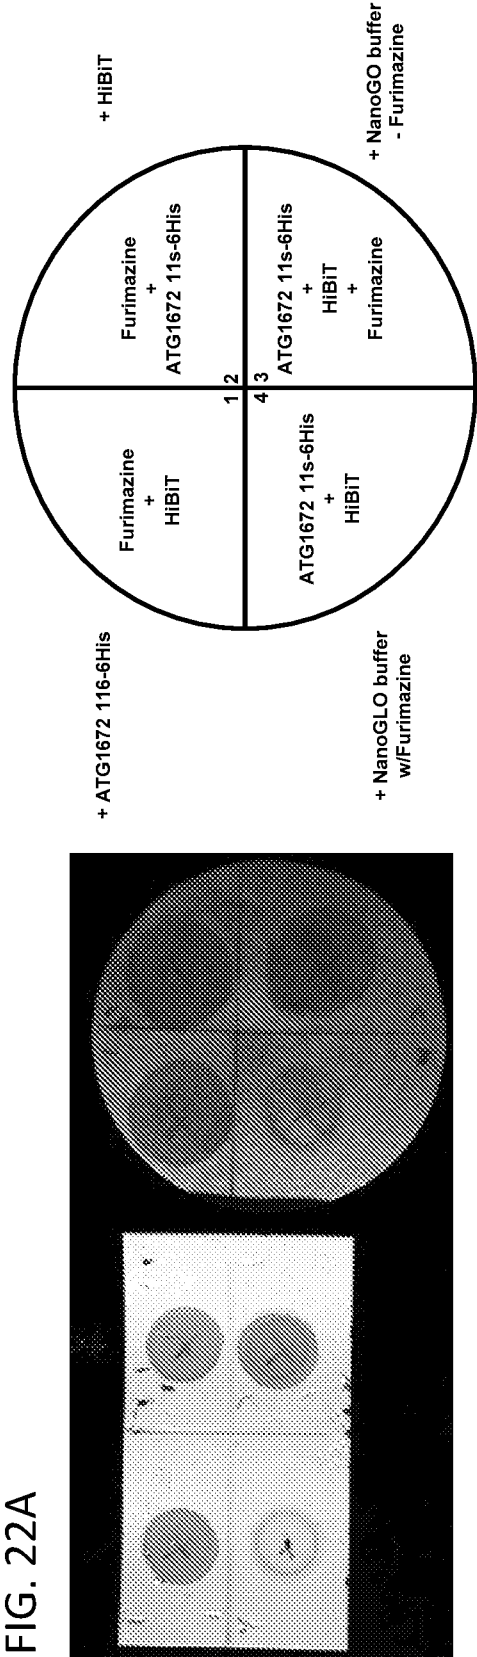 FIG. 22A
+ ATG1672 116-6His
+ HiBiT
Furimazine
+
HiBiT
Furimazine
+
ATG1672 11s-6His
1 2
4 3
ATG1672 11s-6His
+
HiBiT
ATG1672 11s-6His
+
HiBiT
+
Furimazine
+ NanoGLO buffer
w/Furimazine
+ NanoGO buffer
- Furimazine